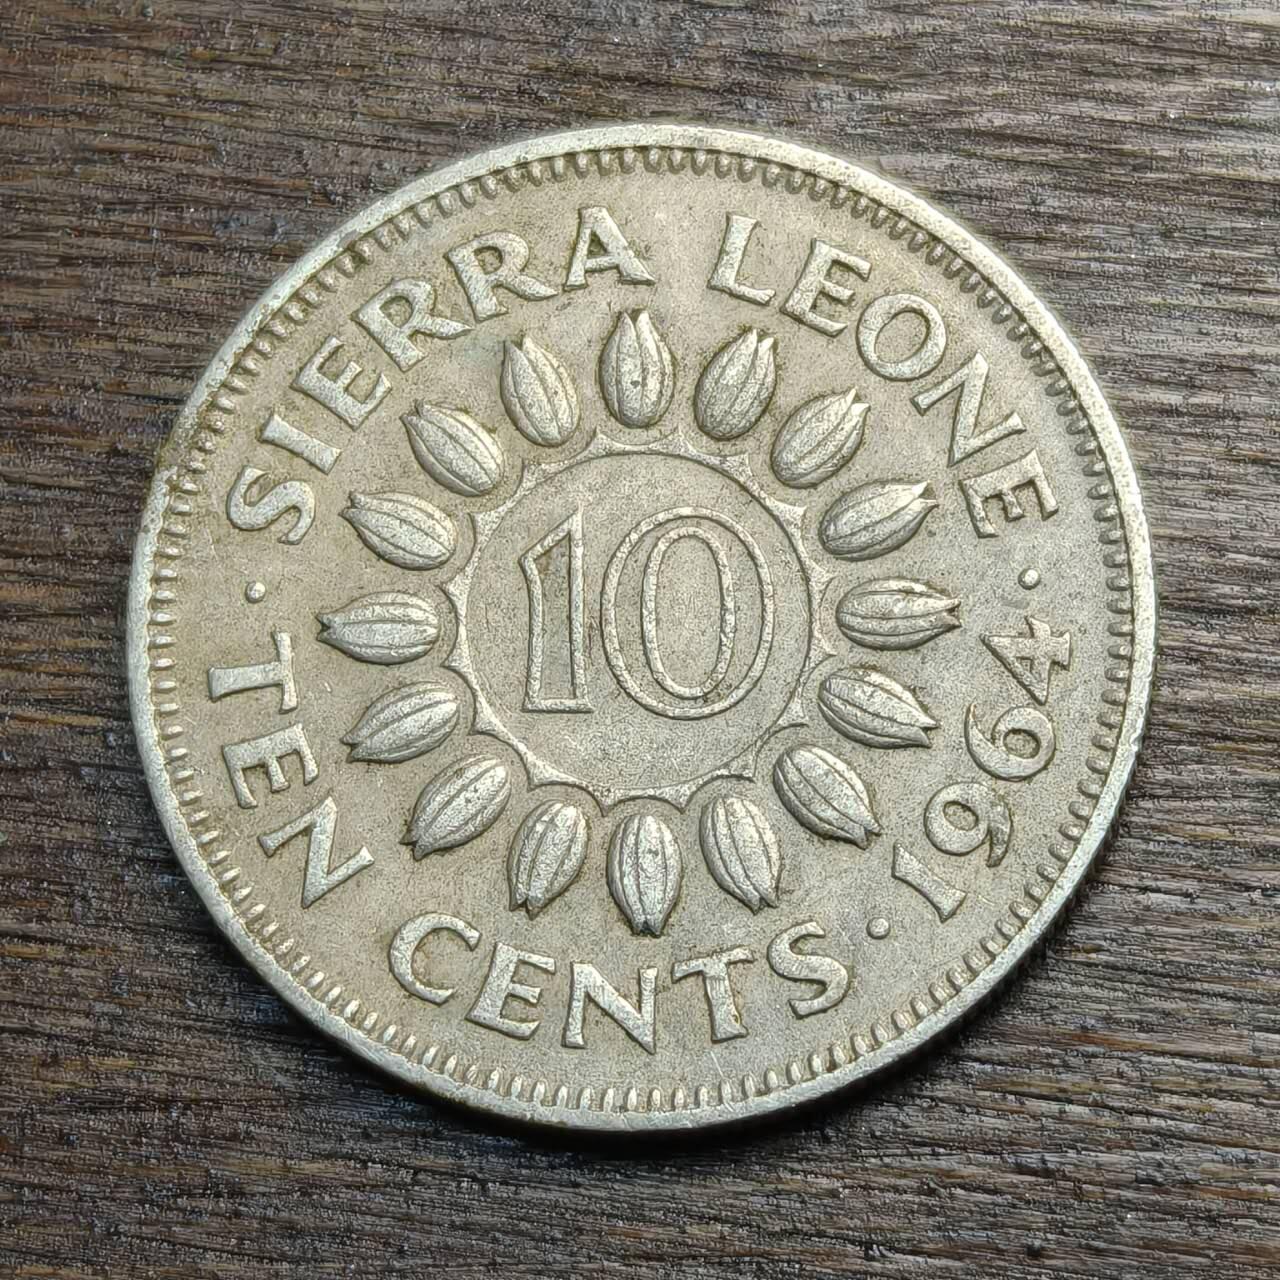 SIERRA LEONE · 1964 · TEN CENTS ·
10